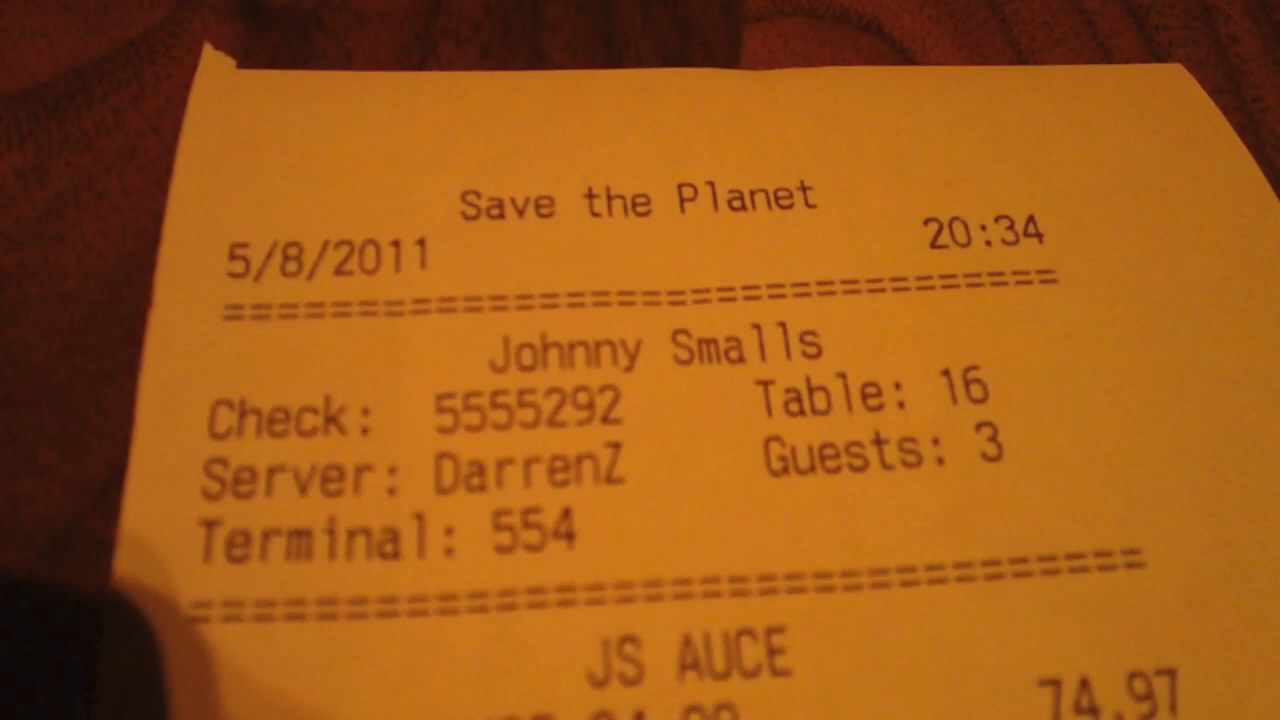 Save the Planet
5/8/2011 20:34
================================
Johnny Smalls
Check: 5555292 Table: 16
Server: DarrenZ Guests: 3
Terminal: 554
================================
JS AUCE
74.97